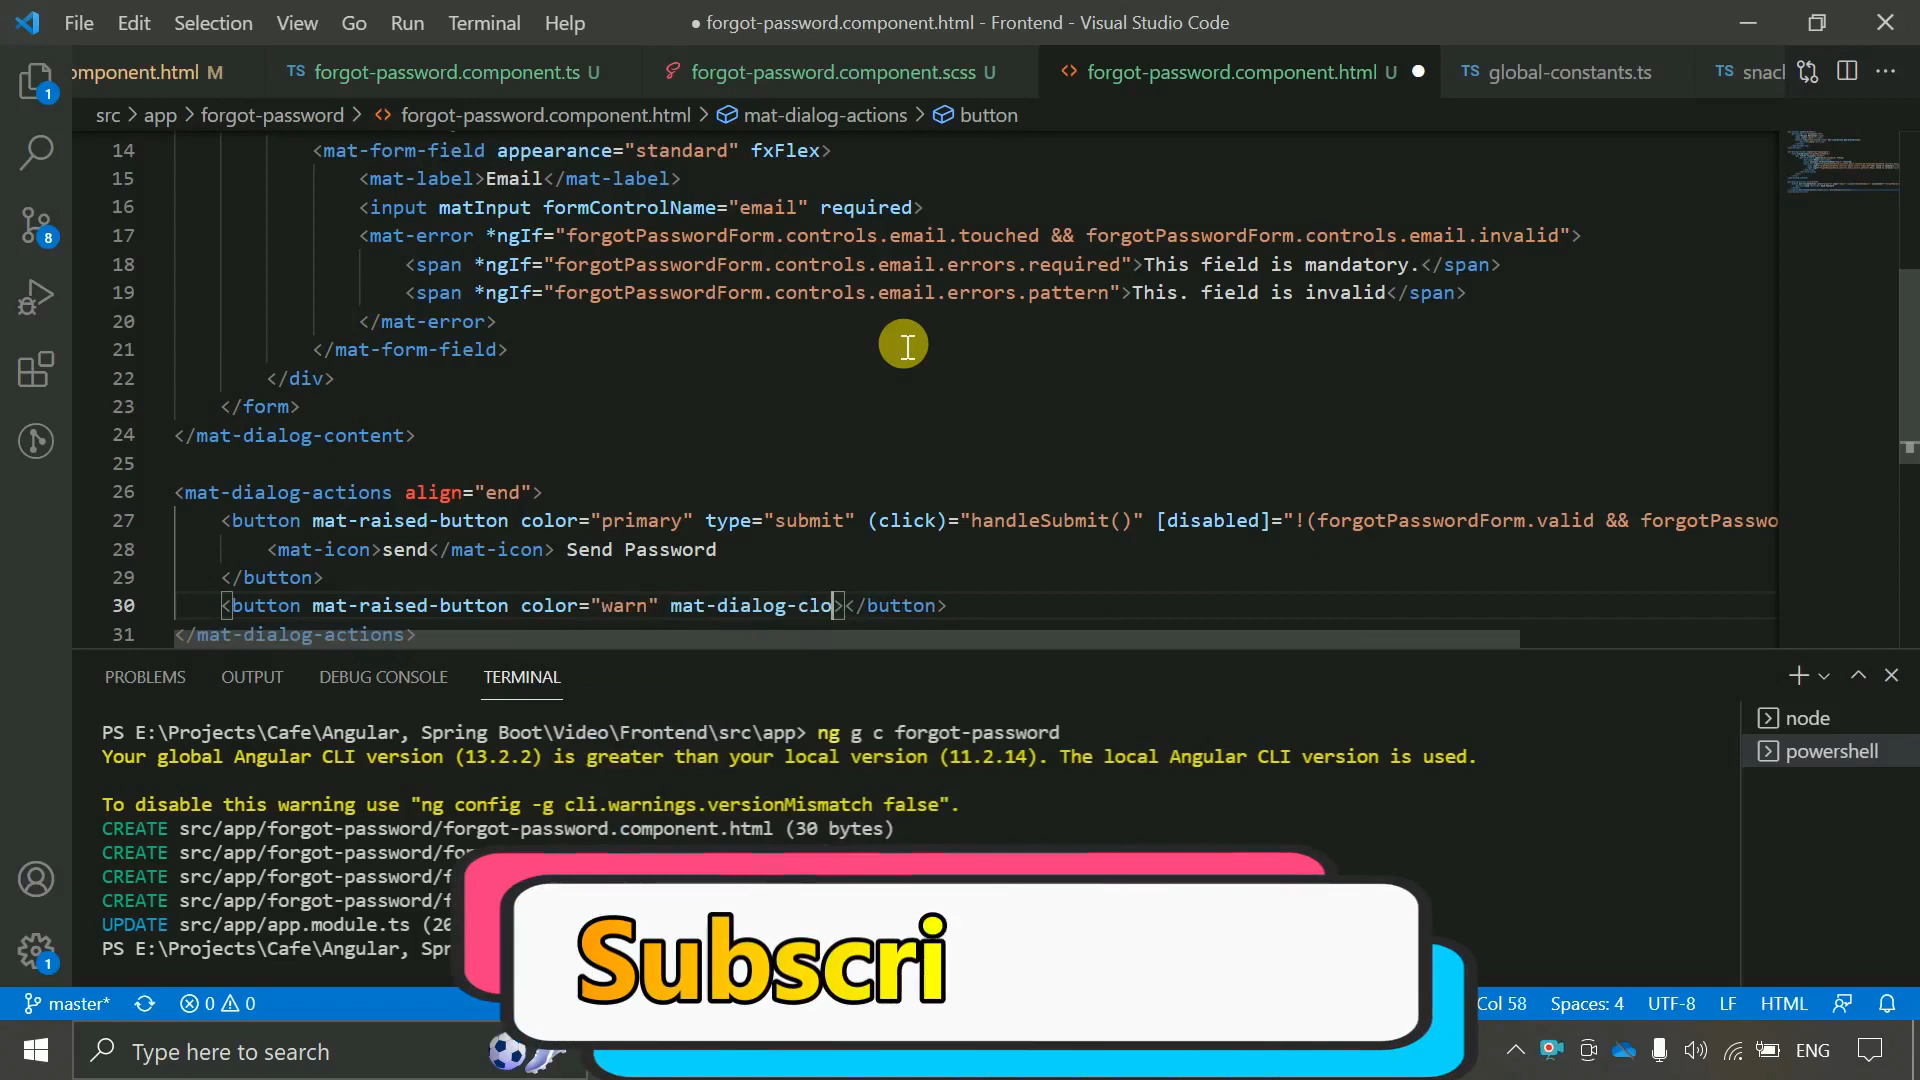 File Edit Selection View Go Run Terminal Help ● forgot-password.component.html - Frontend - Visual Studio Code
omponent.html M TS forgot-password.component.ts U forgot-password.component.scss U <> forgot-password.component.html U ● TS global-constants.ts TS snac
src > app > forgot-password > <> forgot-password.component.html > mat-dialog-actions > button
14 <mat-form-field appearance="standard" fxFlex>
15 <mat-label>Email</mat-label>
16 <input matInput formControlName="email" required>
17 <mat-error *ngIf="forgotPasswordForm.controls.email.touched && forgotPasswordForm.controls.email.invalid">
18 <span *ngIf="forgotPasswordForm.controls.email.errors.required">This field is mandatory.</span>
19 <span *ngIf="forgotPasswordForm.controls.email.errors.pattern">This. field is invalid</span>
20 </mat-error>
21 </mat-form-field>
22 </div>
23 </form>
24 </mat-dialog-content>
25
26 <mat-dialog-actions align="end">
27 <button mat-raised-button color="primary" type="submit" (click)="handleSubmit()" [disabled]="!(forgotPasswordForm.valid && forgotPasswo
28 <mat-icon>send</mat-icon> Send Password
29 </button>
30 <button mat-raised-button color="warn" mat-dialog-clo></button>
31 </mat-dialog-actions>
PROBLEMS OUTPUT DEBUG CONSOLE TERMINAL
PS E:\Projects\Cafe\Angular, Spring Boot\Video\Frontend\src\app> ng g c forgot-password
Your global Angular CLI version (13.2.2) is greater than your local version (11.2.14). The local Angular CLI version is used.
To disable this warning use "ng config -g cli.warnings.versionMismatch false".
CREATE src/app/forgot-password/forgot-password.component.html (30 bytes)
CREATE src/app/forgot-password/for
CREATE src/app/forgot-password/f
CREATE src/app/forgot-password/f
UPDATE src/app/app.module.ts (20
PS E:\Projects\Cafe\Angular, Spr
node
powershell
1
8
1
Subscri
master* 0 0 Col 58 Spaces: 4 UTF-8 LF HTML
Type here to search ENG